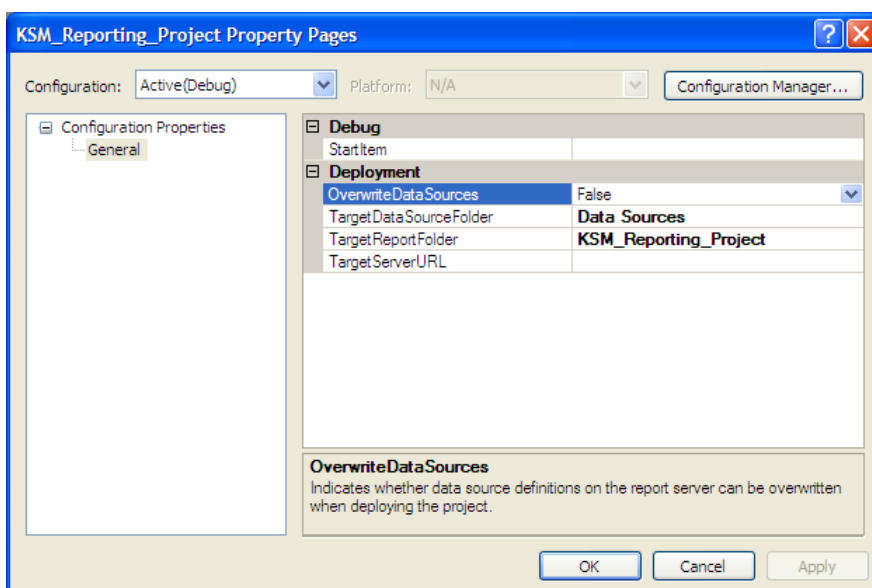 KSM_Reporting_Project Property Pages
Configuration: Active(Debug) Platform: N/A Configuration Manager...
Configuration Properties
General
Debug
StartItem
Deployment
OverwriteDataSources False
TargetDataSourceFolder Data Sources
TargetReportFolder KSM_Reporting_Project
TargetServerURL
OverwriteDataSources
Indicates whether data source definitions on the report server can be overwritten
when deploying the project.
OK Cancel Apply